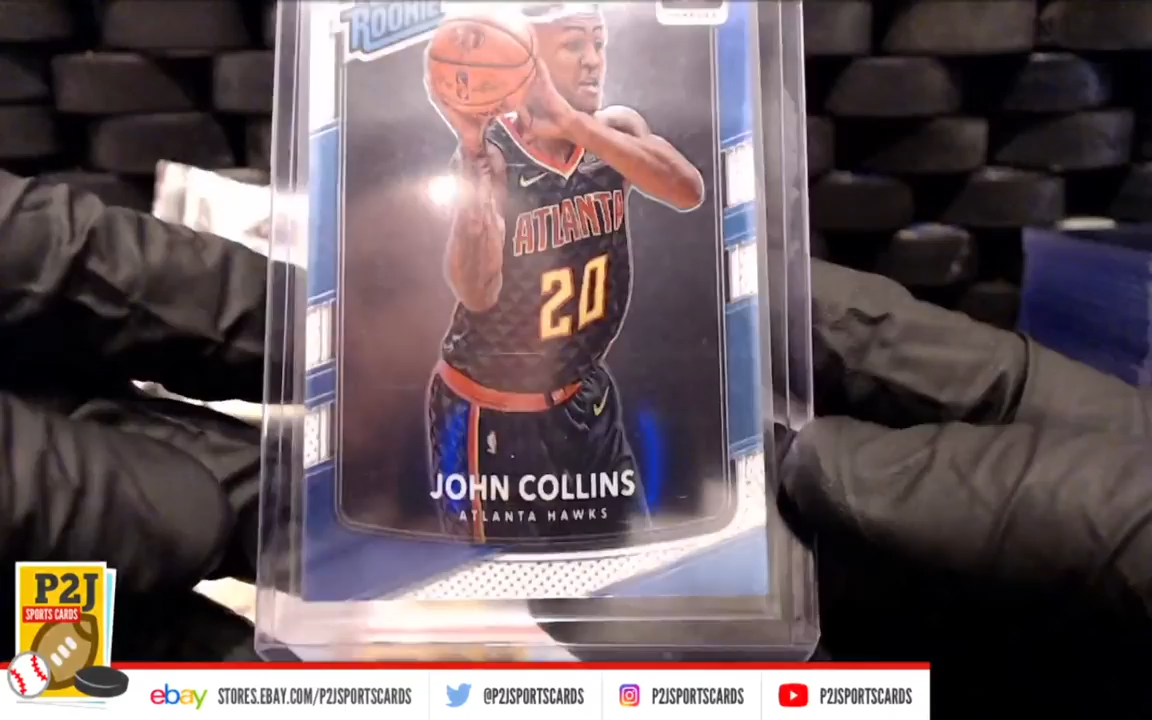 ROOKIE
ATLANTA
20
JOHN COLLINS
ATLANTA HAWKS
P2J
SPORTS CARDS
ebay STORES.EBAY.COM/P2JSPORTSCARDS @P2JSPORTSCARDS P2JSPORTSCARDS P2JSPORTSCARDS